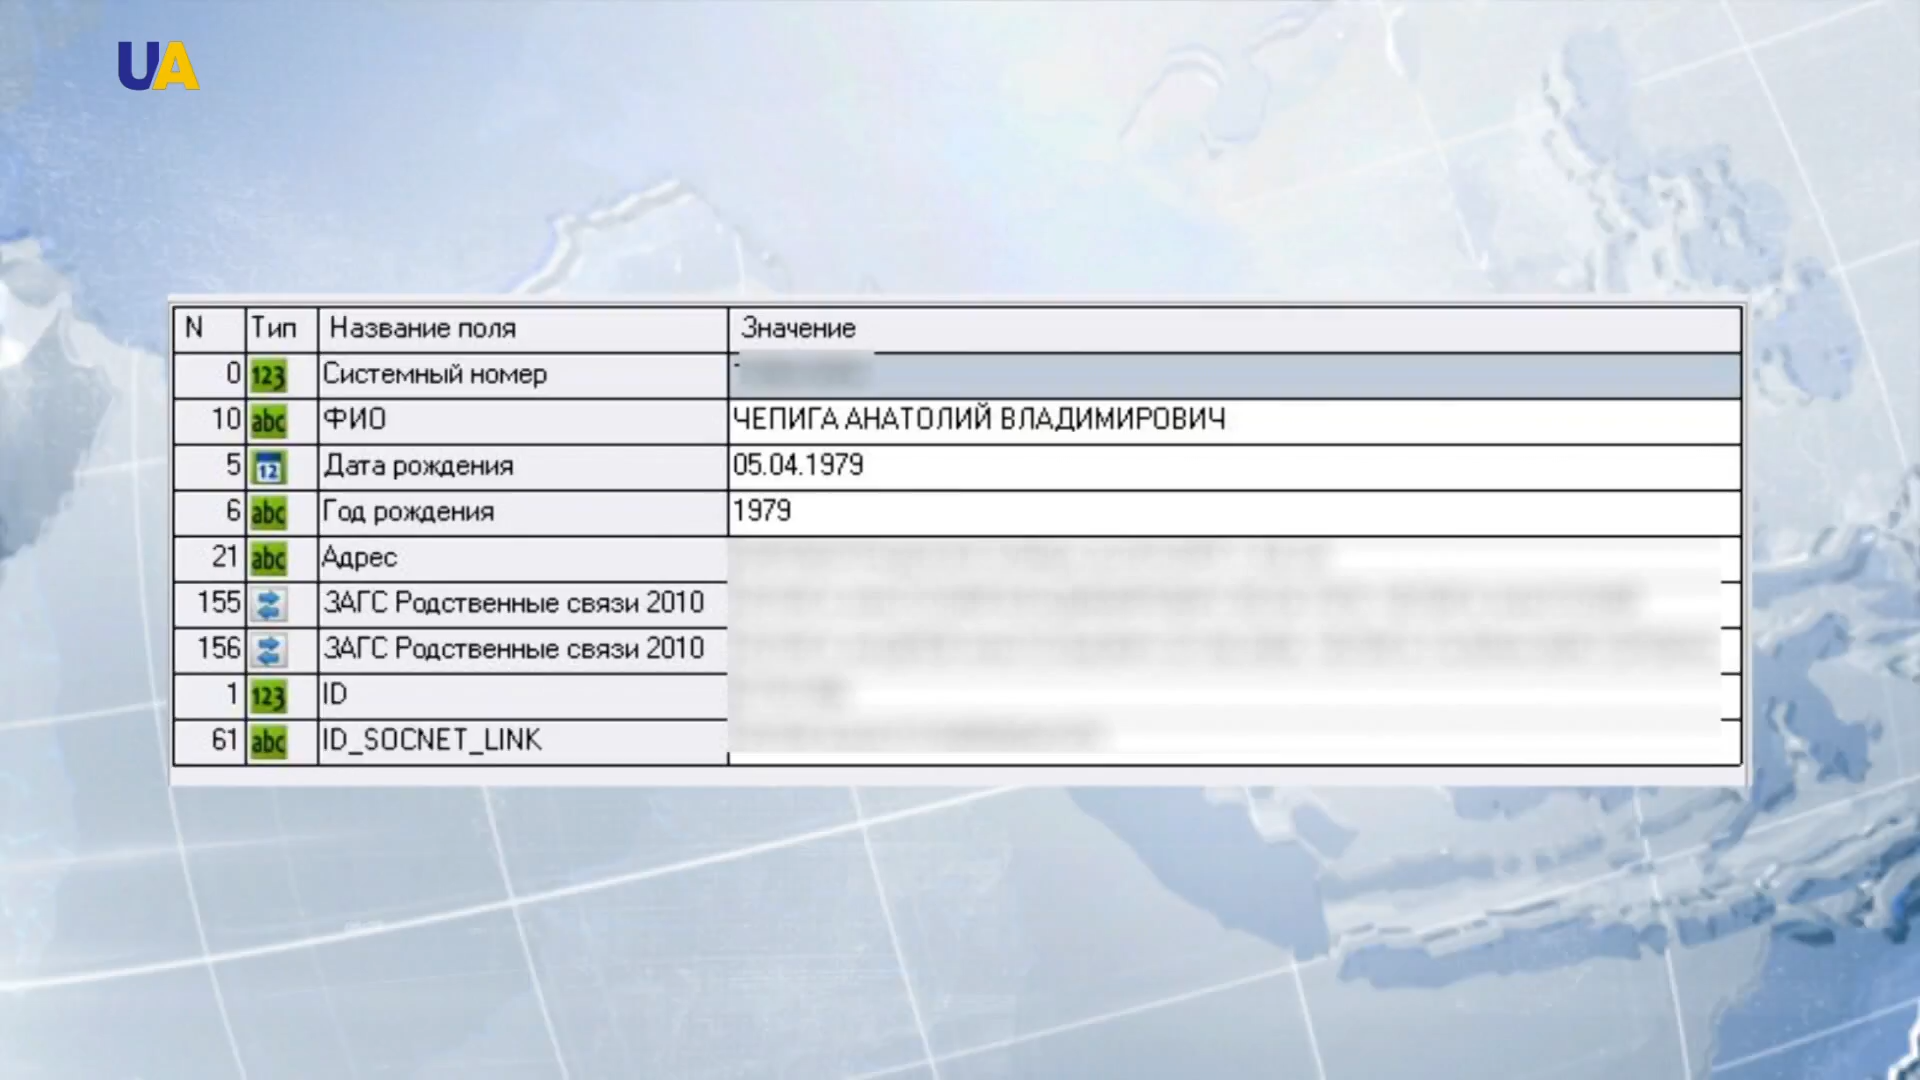 UA
N Тип Название поля Значение
0 123 Системный номер
10 abc ФИО ЧЕПИГА АНАТОЛИЙ ВЛАДИМИРОВИЧ
5 12 Дата рождения 05.04.1979
6 abc Год рождения 1979
21 abc Адрес
155 ЗАГС Родственные связи 2010
156 ЗАГС Родственные связи 2010
1 123 ID
61 abc ID_SOCNET_LINK